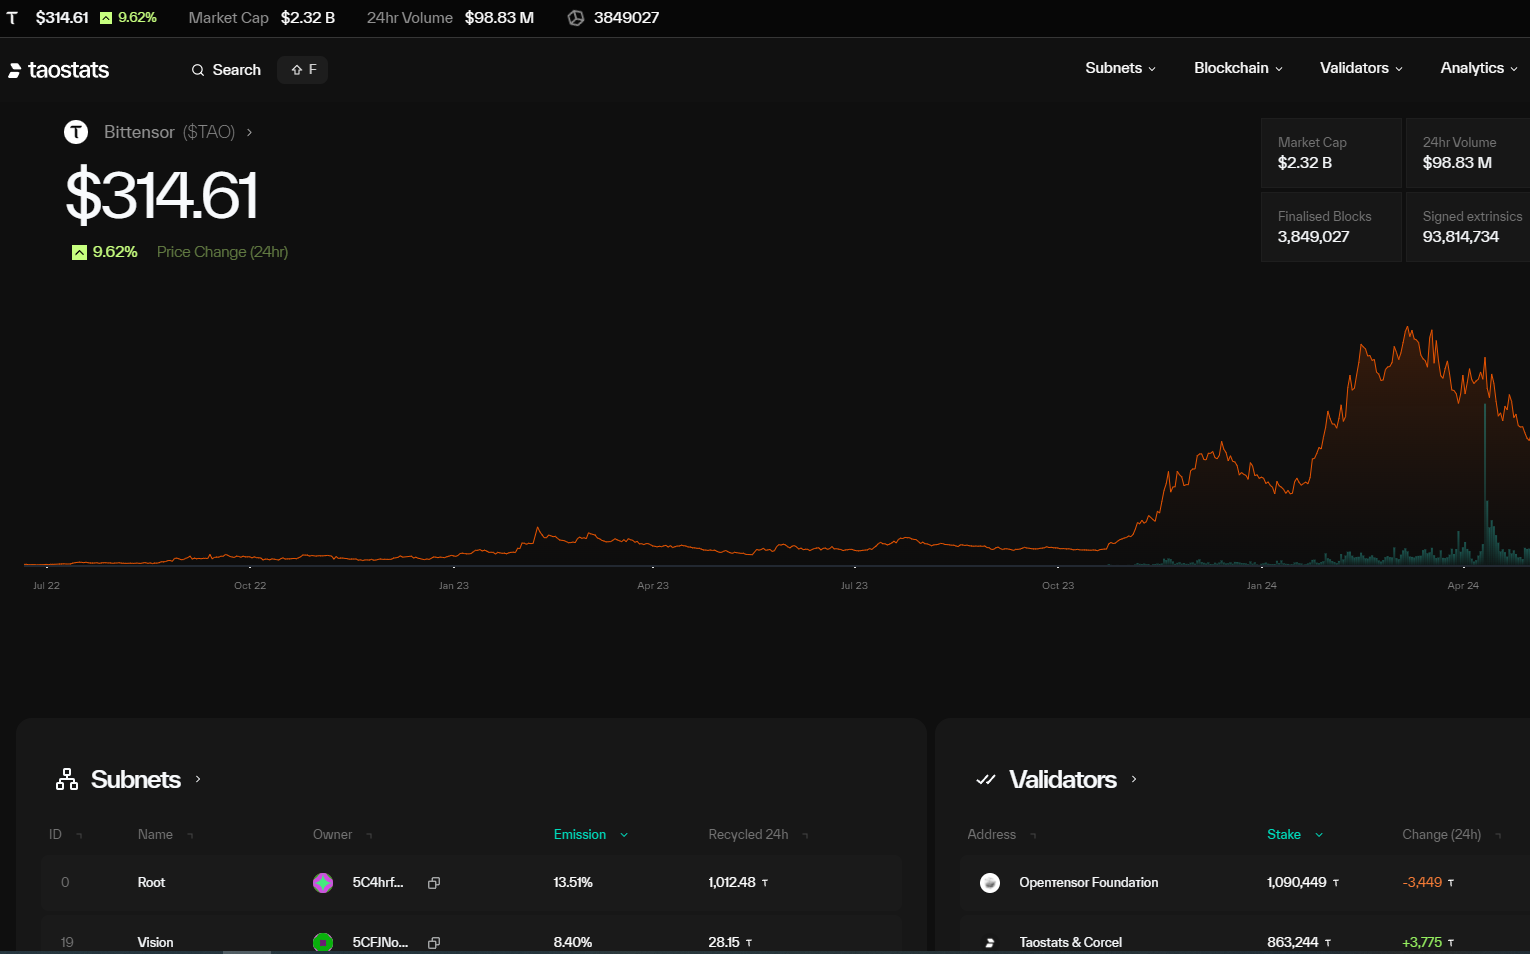 $314.61 9.62% Market Cap $2.32 B 24hr Volume $98.83 M 3849027
taostats Search F Subnets Blockchain Validators Analytics
Bittensor ($TAO)
$314.61
9.62% Price Change (24hr)
Market Cap 24hr Volume
$2.32 B $98.83 M
Finalised Blocks Signed extrinsics
3,849,027 93,814,734
Jul 22 Oct 22 Jan 23 Apr 23 Jul 23 Oct 23 Jan 24 Apr 24
Subnets
ID Name Owner Emission Recycled 24h
0 Root 5C4hrf... 13.51% 1,012.48 T
19 Vision 5CFJNo... 8.40% 28.15 T
Validators
Address Stake Change (24h)
Openτensor Foundaτion 1,090,449 T -3,449 T
Taostats & Corcel 863,244 T +3,775 T